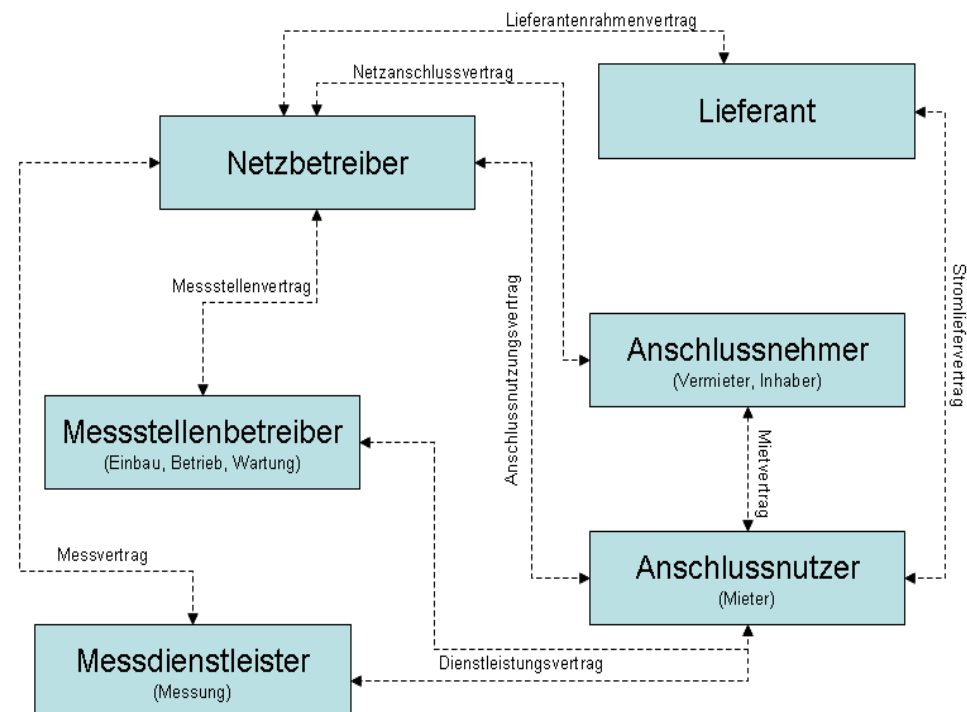 Lieferantenrahmenvertrag
Netzanschlussvertrag
Lieferant
Netzbetreiber
Messstellenvertrag
Anschlussnutzungsvertrag
Stromliefervertrag
Anschlussnehmer
(Vermieter, Inhaber)
Messstellenbetreiber
(Einbau, Betrieb, Wartung)
Mietvertrag
Messvertrag
Anschlussnutzer
(Mieter)
Dienstleistungsvertrag
Messdienstleister
(Messung)